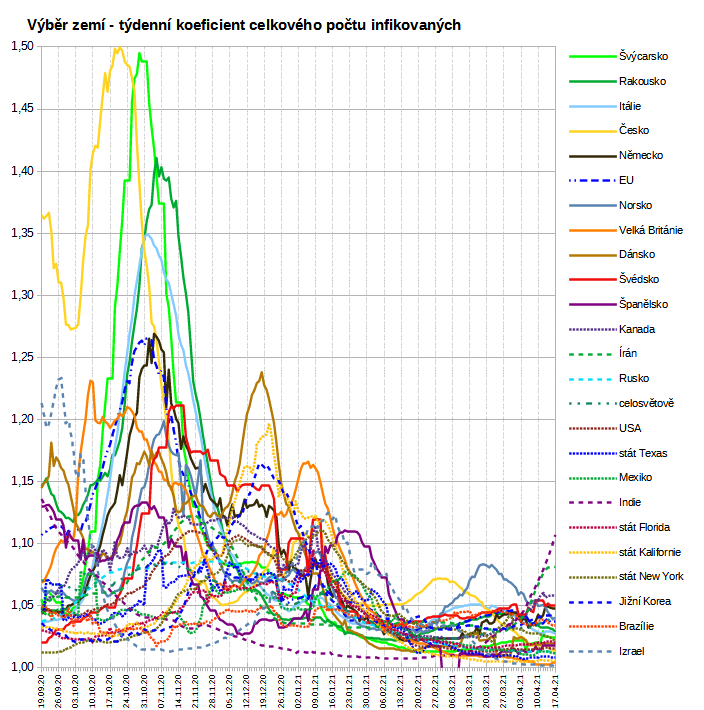 Výběr zemí - týdenní koeficient celkového počtu infikovaných
1,50
1,45
1,40
1,35
1,30
1,25
1,20
1,15
1,10
1,05
1,00
Švýcarsko
Rakousko
Itálie
Česko
Německo
EU
Norsko
Velká Británie
Dánsko
Švédsko
Španělsko
Kanada
Írán
Rusko
celosvětově
USA
stát Texas
Mexiko
Indie
stát Florida
stát Kalifornie
stát New York
Jižní Korea
Brazílie
Izrael
19.09.20
26.09.20
03.10.20
10.10.20
17.10.20
24.10.20
31.10.20
07.11.20
14.11.20
21.11.20
28.11.20
05.12.20
12.12.20
19.12.20
26.12.20
02.01.21
09.01.21
16.01.21
23.01.21
30.01.21
06.02.21
13.02.21
20.02.21
27.02.21
06.03.21
13.03.21
20.03.21
27.03.21
03.04.21
10.04.21
17.04.21